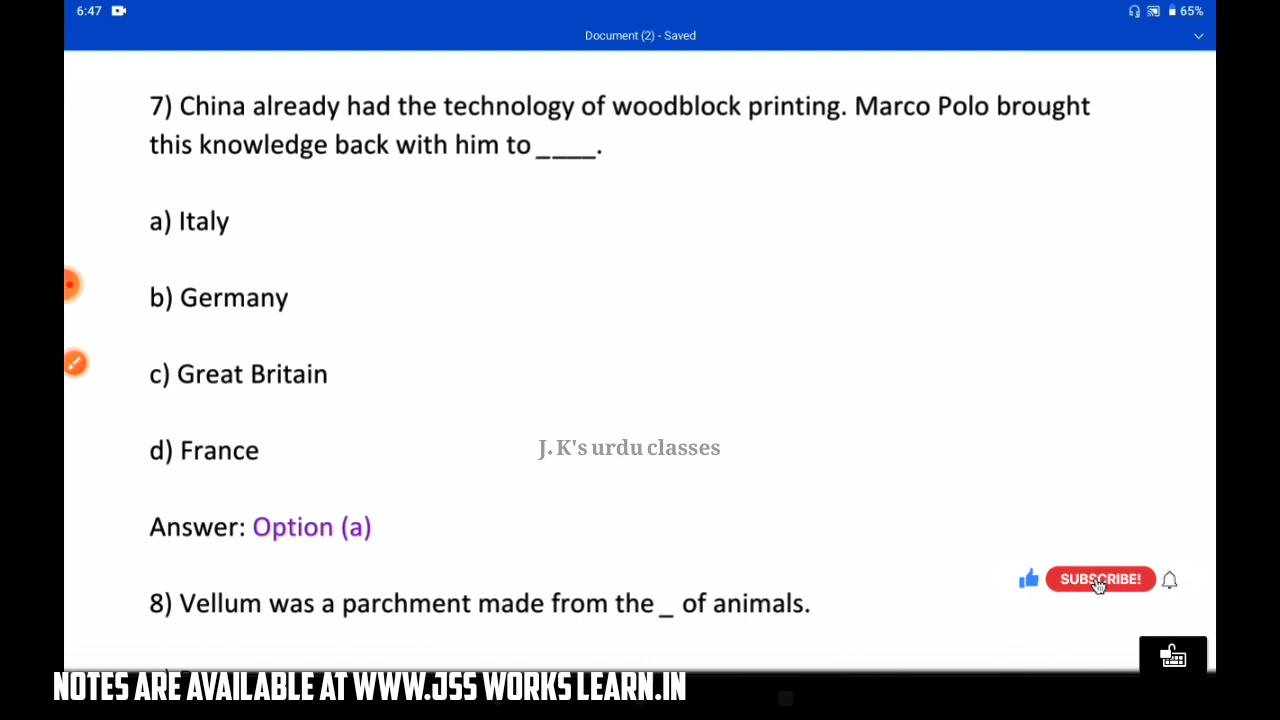 6:47
65%
Document (2) - Saved
7) China already had the technology of woodblock printing. Marco Polo brought
this knowledge back with him to ____.
a) Italy
b) Germany
c) Great Britain
d) France
J. K's urdu classes
Answer: Option (a)
SUBSCRIBE!
8) Vellum was a parchment made from the _ of animals.
NOTES ARE AVAILABLE AT WWW.JSS WORKS LEARN.IN